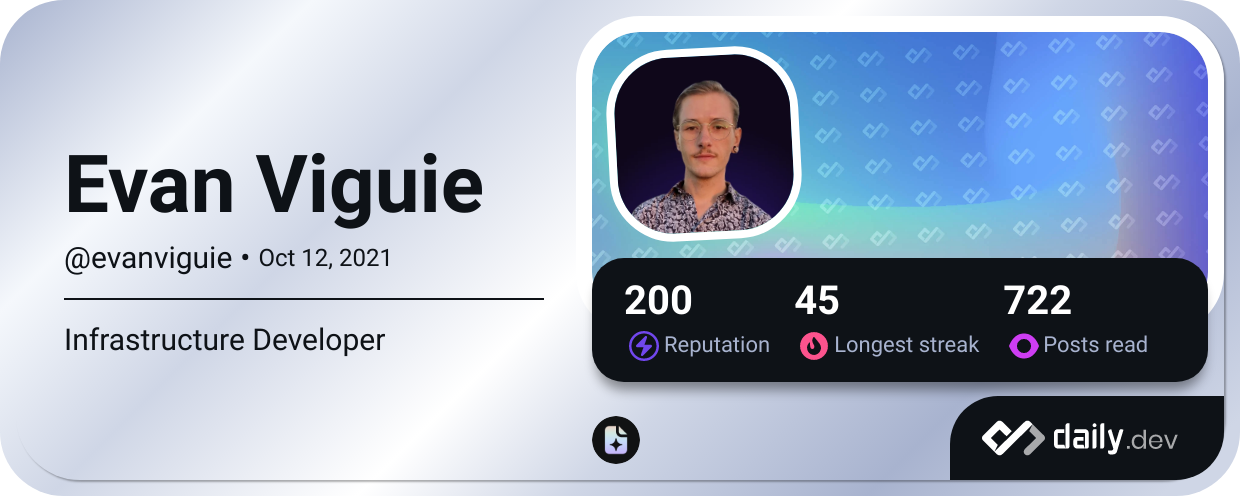 Evan Viguie
@evanviguie • Oct 12, 2021
Infrastructure Developer
200 45 722
Reputation Longest streak Posts read
daily.dev